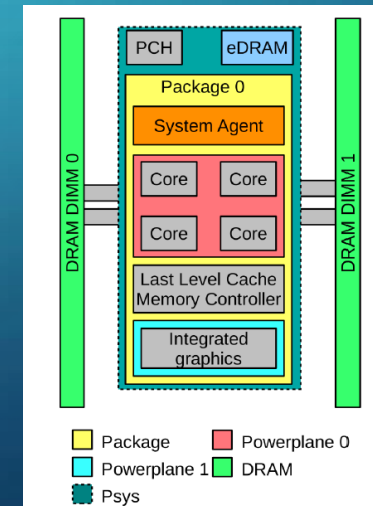 PCH
eDRAM
Package 0
System Agent
Core
Core
Core
Core
Last Level Cache
Memory Controller
Integrated
graphics
DRAM DIMM 0
DRAM DIMM 1
Package
Powerplane 0
Powerplane 1
DRAM
Psys